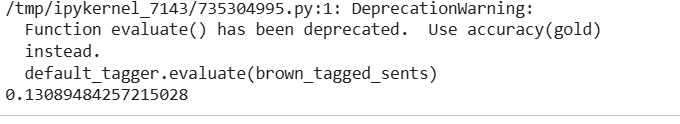 /tmp/ipykernel_7143/735304995.py:1: DeprecationWarning:
  Function evaluate() has been deprecated.  Use accuracy(gold)
  instead.
  default_tagger.evaluate(brown_tagged_sents)
0.13089484257215028